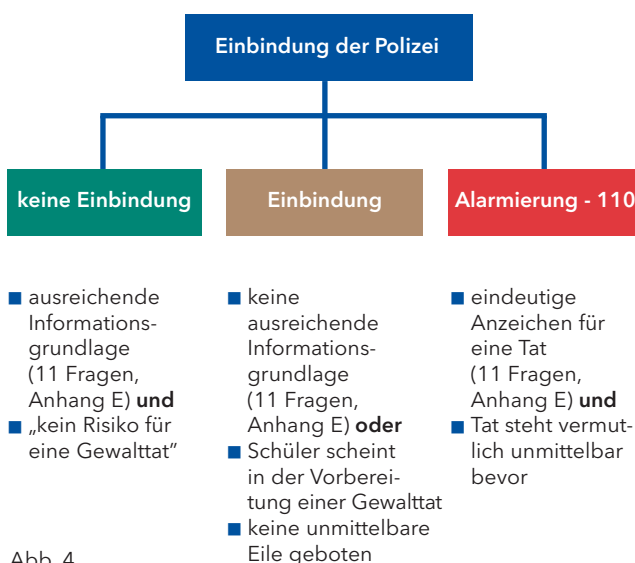 Einbindung der Polizei
keine Einbindung
Einbindung
Alarmierung - 110
■ ausreichende
Informations-
grundlage
(11 Fragen,
Anhang E) und
■ „kein Risiko für
eine Gewalttat”
■ keine
ausreichende
Informations-
grundlage
(11 Fragen,
Anhang E) oder
■ Schüler scheint
in der Vorberei-
tung einer Gewalttat
■ keine unmittelbare
Eile geboten
■ eindeutige
Anzeichen für
eine Tat
(11 Fragen,
Anhang E) und
■ Tat steht vermut-
lich unmittelbar
bevor
Abb. 4